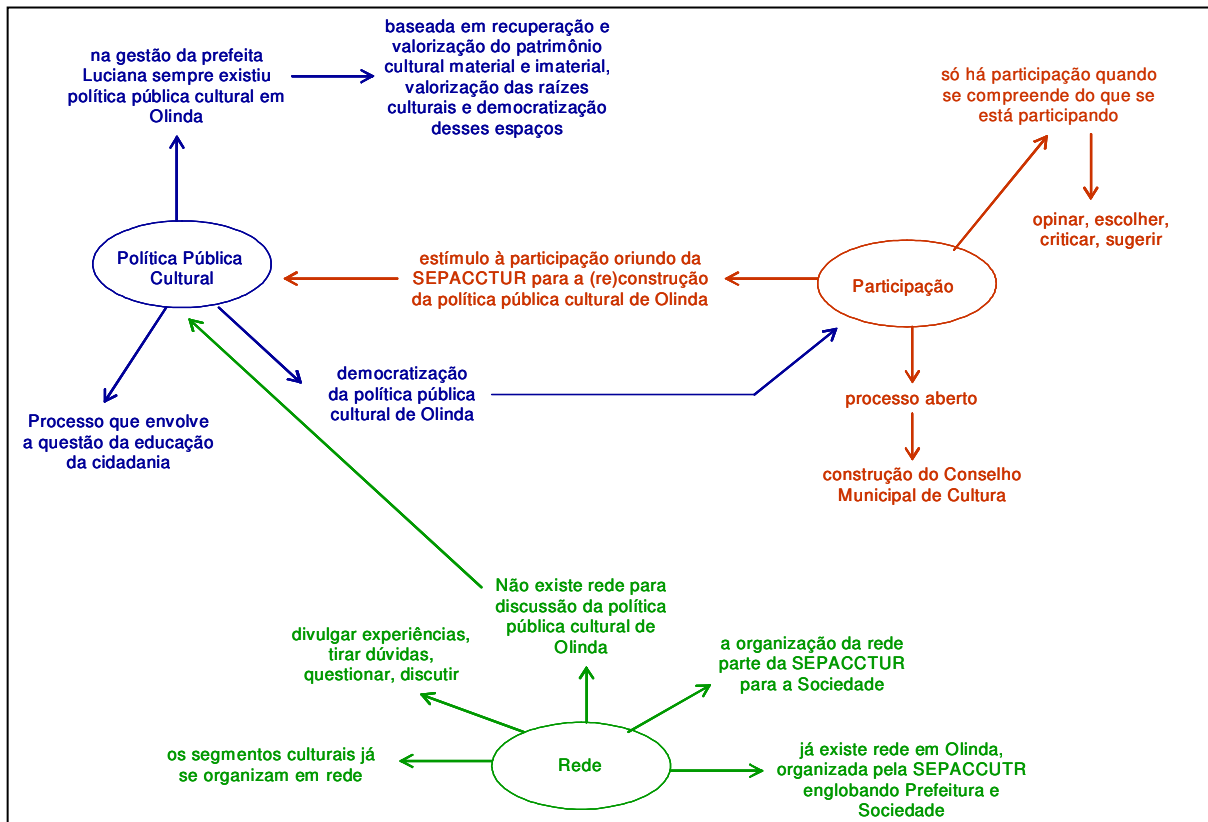 na gestão da prefeita
Luciana sempre existiu
política pública cultural em
Olinda
baseada em recuperação e
valorização do patrimônio
cultural material e imaterial,
valorização das raízes
culturais e democratização
desses espaços
só há participação quando
se compreende do que se
está participando
opinar, escolher,
criticar, sugerir
Política Pública
Cultural
estímulo à participação oriundo da
SEPACCTUR para a (re)construção
da política pública cultural de Olinda
Participação
democratização
da política pública
cultural de Olinda
processo aberto
Processo que envolve
a questão da educação
da cidadania
construção do Conselho
Municipal de Cultura
Não existe rede para
discussão da política
pública cultural de
Olinda
divulgar experiências,
tirar dúvidas,
questionar, discutir
a organização da rede
parte da SEPACCTUR
para a Sociedade
os segmentos culturais já
se organizam em rede
Rede
já existe rede em Olinda,
organizada pela SEPACCUTR
englobando Prefeitura e
Sociedade